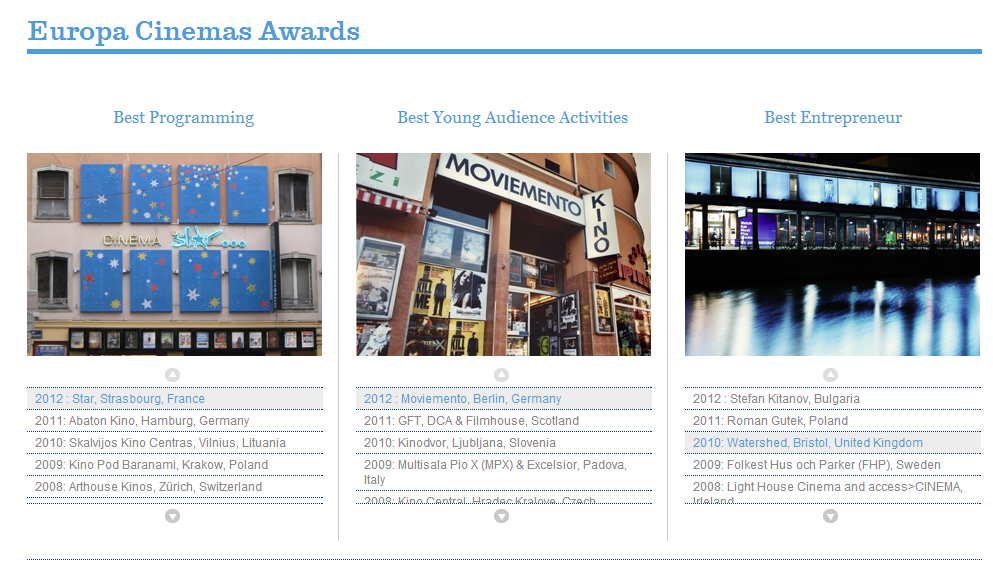 Europa Cinemas Awards
Best Programming
CINEMA star...
2012 : Star, Strasbourg, France
2011: Abaton Kino, Hamburg, Germany
2010: Skalvijos Kino Centras, Vilnius, Lituania
2009: Kino Pod Baranami, Krakow, Poland
2008: Arthouse Kinos, Zürich, Switzerland
Best Young Audience Activities
MOVIEMENTO
KINO
KILL
ME
2012 : Moviemento, Berlin, Germany
2011: GFT, DCA & Filmhouse, Scotland
2010: Kinodvor, Ljubljana, Slovenia
2009: Multisala Pio X (MPX) & Excelsior, Padova,
Italy
2008: Kino Central, Hradec Kralove, Czech
Best Entrepreneur
2012 : Stefan Kitanov, Bulgaria
2011: Roman Gutek, Poland
2010: Watershed, Bristol, United Kingdom
2009: Folkest Hus och Parker (FHP), Sweden
2008: Light House Cinema and access>CINEMA,
Irleland